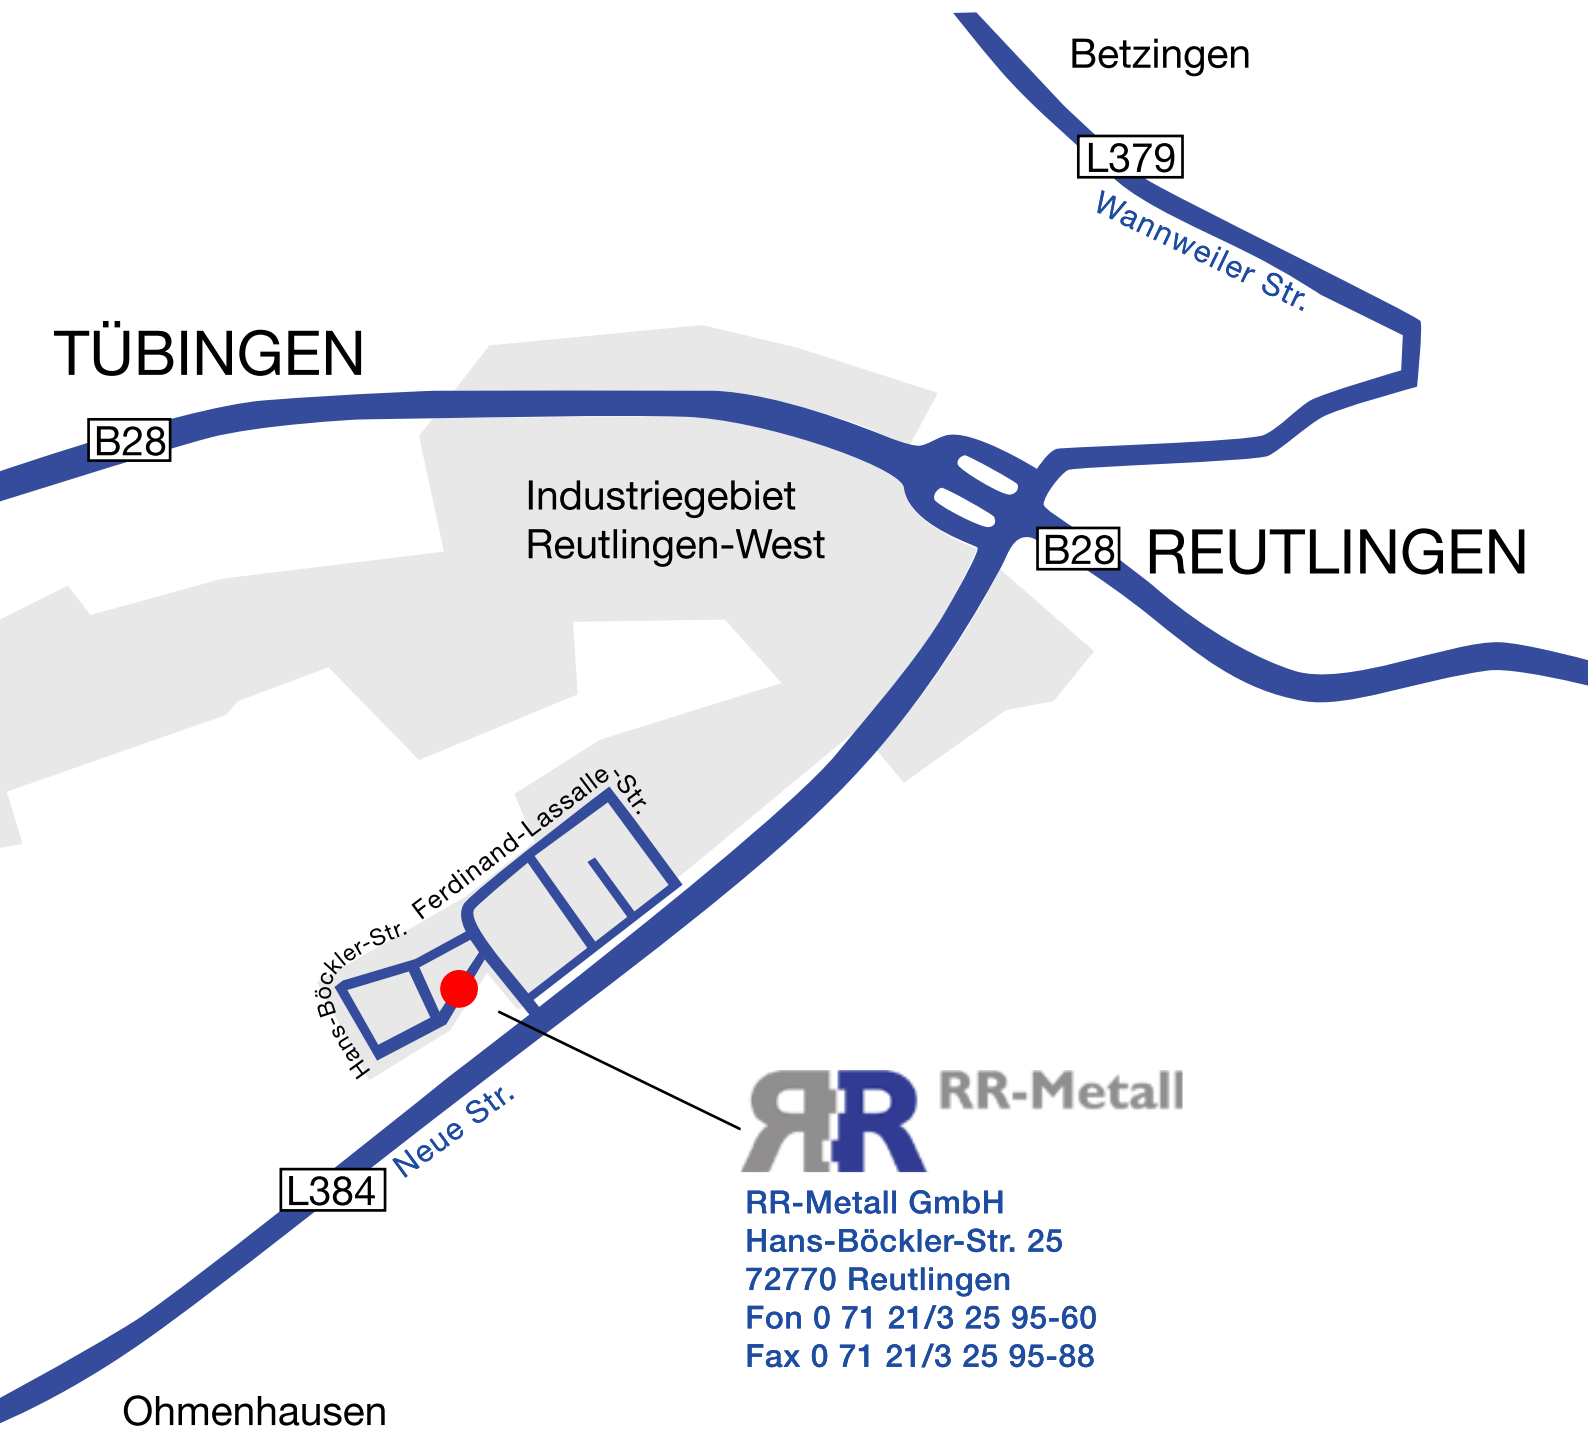 Betzingen
L379
Wannweiler Str.
TÜBINGEN
B28
Industriegebiet
Reutlingen-West
B28
REUTLINGEN
Ferdinand-Lassalle-Str.
Hans-Böckler-Str.
RR
RR-Metall
Neue Str.
L384
RR-Metall GmbH
Hans-Böckler-Str. 25
72770 Reutlingen
Fon 0 71 21/3 25 95-60
Fax 0 71 21/3 25 95-88
Ohmenhausen